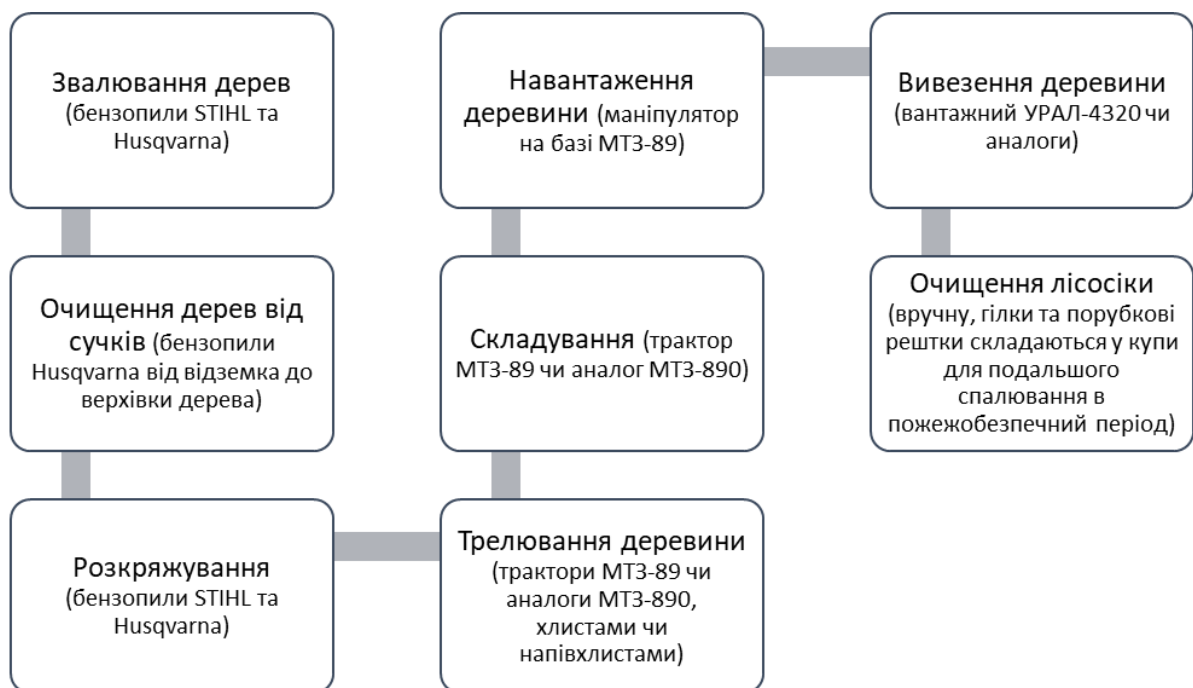 Звалювання дерев
(бензопили STIHL та
Husqvarna)
Очищення дерев від
сучків (бензопили
Husqvarna від відземка до
верхівки дерева)
Розкряжування
(бензопили STIHL та
Husqvarna)
Трелювання деревини
(трактори МТЗ-89 чи
аналоги МТЗ-890,
хлистами чи
напівхлистами)
Складування (трактор
МТЗ-89 чи аналог МТЗ-890)
Навантаження
деревини (маніпулятор
на базі МТЗ-89)
Вивезення деревини
(вантажний УРАЛ-4320 чи
аналоги)
Очищення лісосіки
(вручну, гілки та порубкові
рештки складаються у купи
для подальшого
спалювання в
пожежобезпечний період)